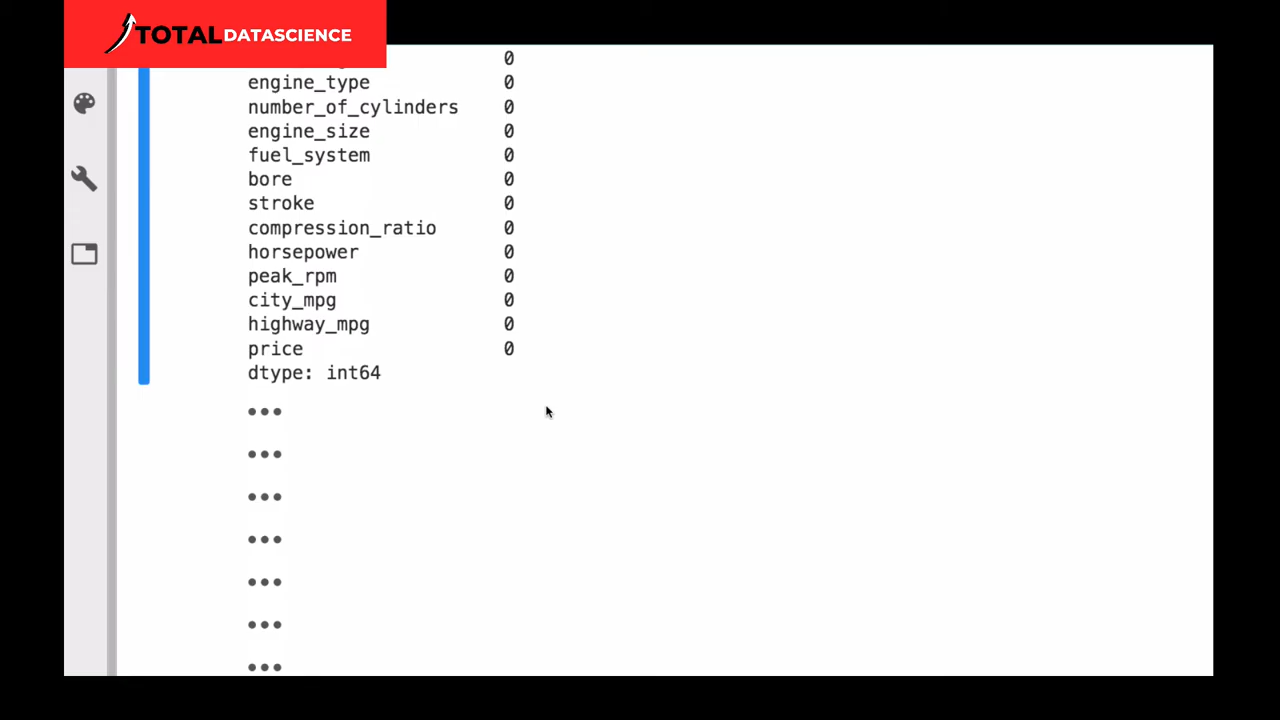 TOTALDATASCIENCE
0
engine_type 0
number_of_cylinders 0
engine_size 0
fuel_system 0
bore 0
stroke 0
compression_ratio 0
horsepower 0
peak_rpm 0
city_mpg 0
highway_mpg 0
price 0
dtype: int64
•••
•••
•••
•••
•••
•••
•••